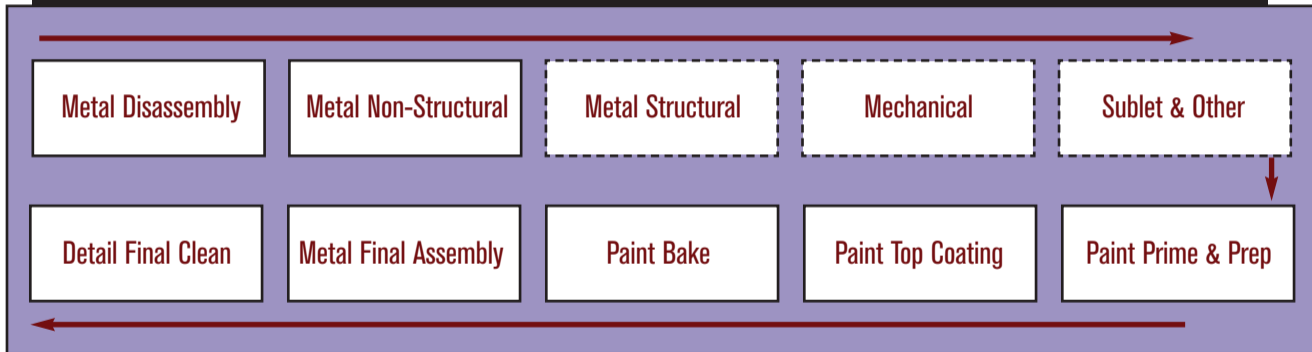 Metal Disassembly
Metal Non-Structural
Metal Structural
Mechanical
Sublet & Other
Paint Prime & Prep
Paint Top Coating
Paint Bake
Metal Final Assembly
Detail Final Clean